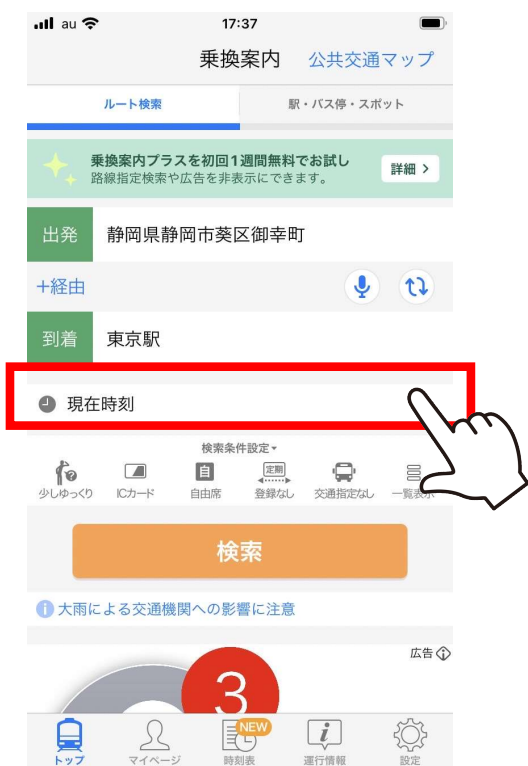 au 17:37
乗換案内 公共交通マップ
ルート検索 駅・バス停・スポット
乗換案内プラスを初回1週間無料でお試し
路線指定検索や広告を非表示にできます。
詳細 >
出発 静岡県静岡市葵区御幸町
+経由
到着 東京駅
現在時刻
検索条件設定▾
自 定期
少しゆっくり ICカード 自由席 登録なし 交通指定なし 一覧表示
検索
大雨による交通機関への影響に注意
広告
3
NEW
トップ マイページ 時刻表 運行情報 設定